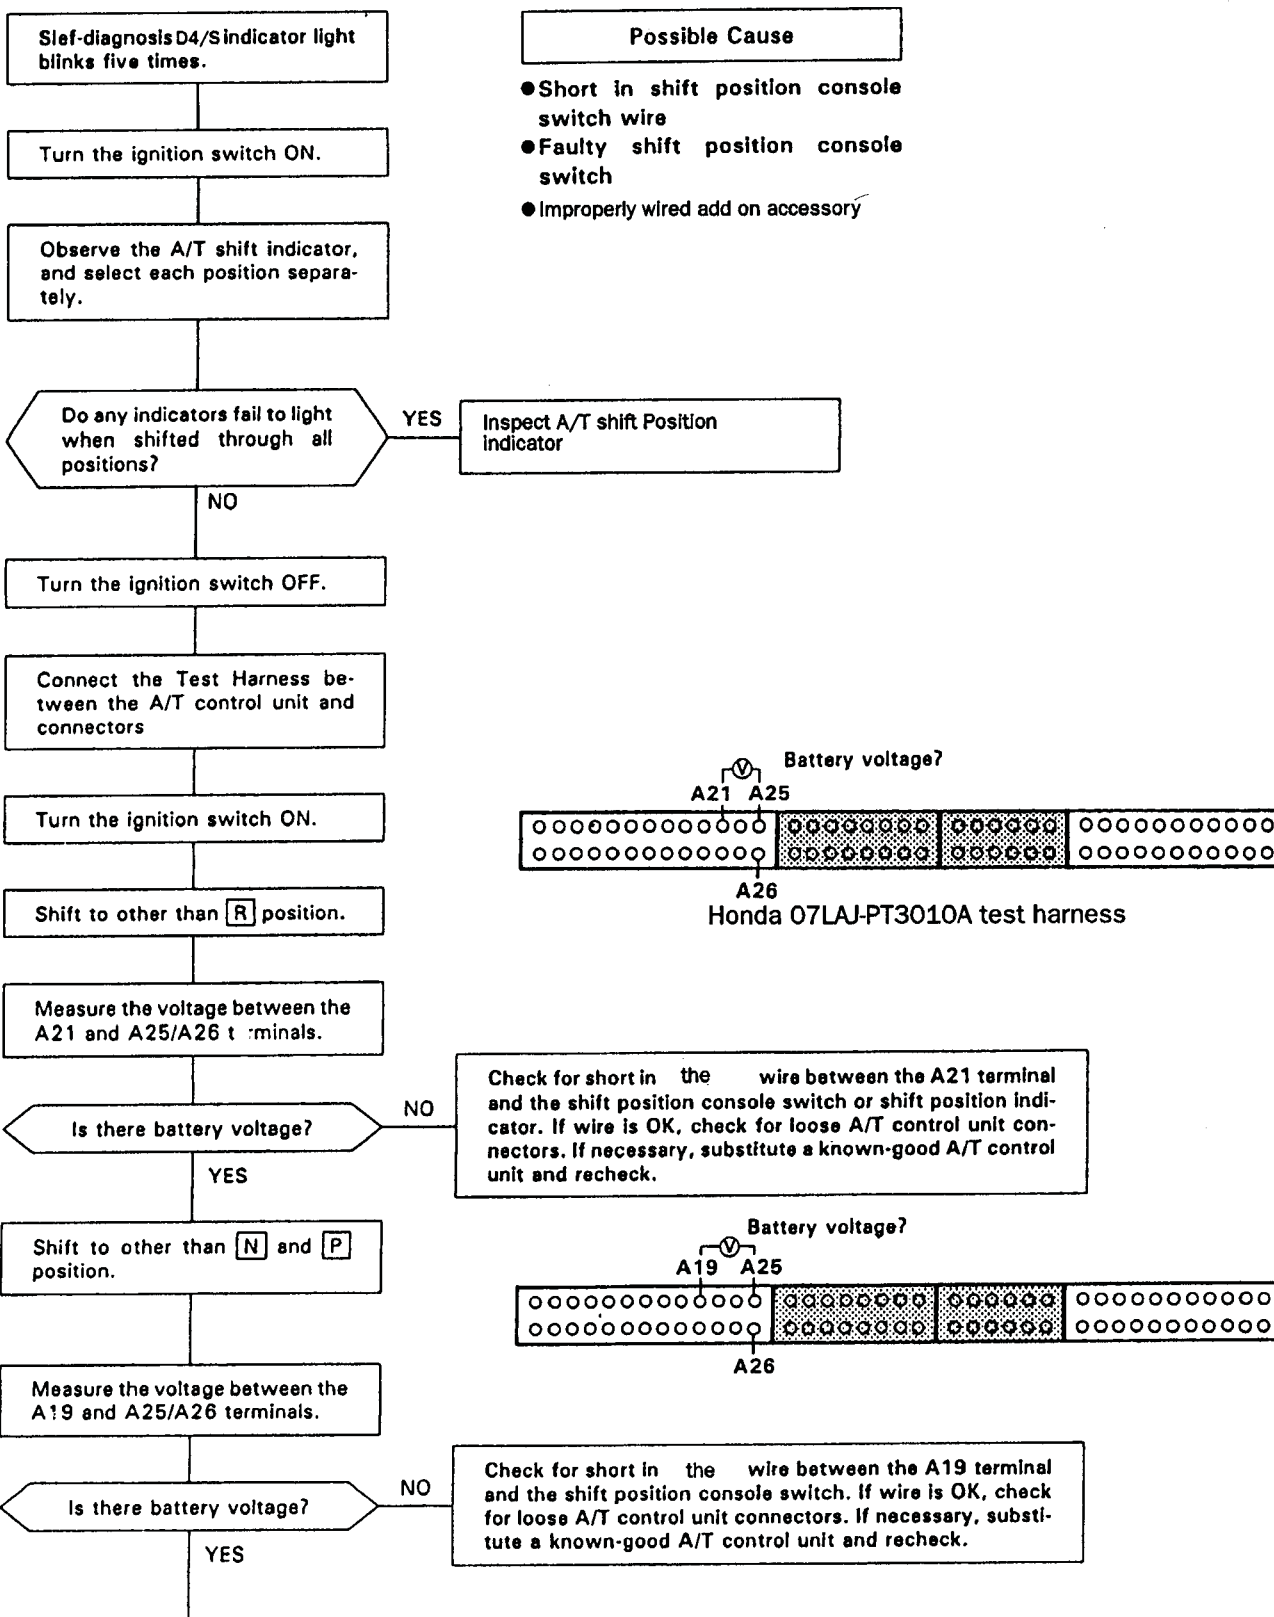 Slef-diagnosis D4/S indicator light
blinks five times.
Possible Cause
●Short in shift position console
switch wire
●Faulty shift position console
switch
●Improperly wired add on accessory
Turn the ignition switch ON.
Observe the A/T shift indicator,
and select each position separa-
tely.
Do any indicators fail to light
when shifted through all
positions?
YES
Inspect A/T shift Position
indicator
NO
Turn the ignition switch OFF.
Connect the Test Harness be-
tween the A/T control unit and
connectors
Turn the ignition switch ON.
Battery voltage?
V
A21 A25
A26
Honda 07LAJ-PT3010A test harness
Shift to other than R position.
Measure the voltage between the
A21 and A25/A26 t :minals.
Is there battery voltage?
NO
Check for short in the wire between the A21 terminal
and the shift position console switch or shift position indi-
cator. If wire is OK, check for loose A/T control unit con-
nectors. If necessary, substitute a known-good A/T control
unit and recheck.
YES
Shift to other than N and P
position.
Battery voltage?
V
A19 A25
A26
Measure the voltage between the
A19 and A25/A26 terminals.
Is there battery voltage?
NO
Check for short in the wire between the A19 terminal
and the shift position console switch. If wire is OK, check
for loose A/T control unit connectors. If necessary, substi-
tute a known-good A/T control unit and recheck.
YES